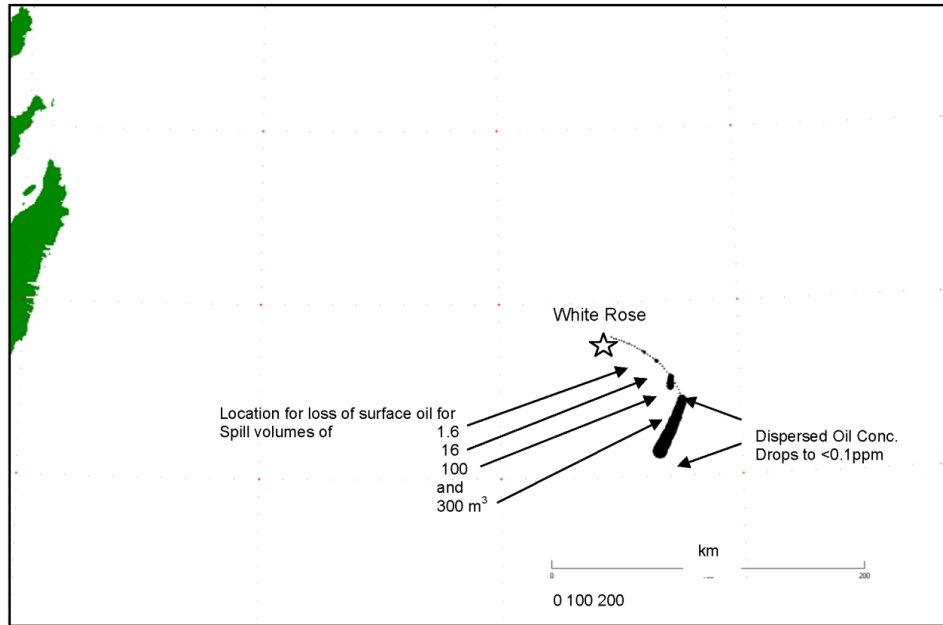 White Rose
Location for loss of surface oil for
Spill volumes of
1.6
16
100
and
300 m³
Dispersed Oil Conc.
Drops to <0.1ppm
km
0 200
0 100 200